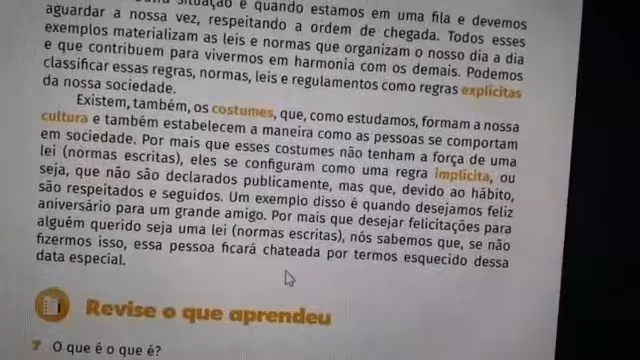 situação é quando estamos em uma fila e devemos
aguardar a nossa vez, respeitando a ordem de chegada. Todos esses
exemplos materializam as leis e normas que organizam o nosso dia a dia
e que contribuem para vivermos em harmonia com os demais. Podemos
classificar essas regras, normas, leis e regulamentos como regras explícitas
da nossa sociedade.
Existem, também, os costumes, que, como estudamos, formam a nossa
cultura e também estabelecem a maneira como as pessoas se comportam
em sociedade. Por mais que esses costumes não tenham a força de uma
lei (normas escritas), eles se configuram como uma regra implícita, ou
seja, que não são declarados publicamente, mas que, devido ao hábito,
são respeitados e seguidos. Um exemplo disso é quando desejamos feliz
aniversário para um grande amigo. Por mais que desejar felicitações para
alguém querido seja uma lei (normas escritas), nós sabemos que, se não
fizermos isso, essa pessoa ficará chateada por termos esquecido dessa
data especial.
Revise o que aprendeu
7 O que é o que é?